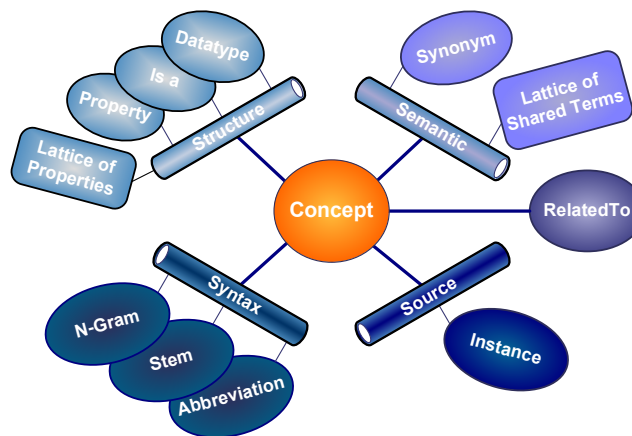 Datatype
Is a
Property
Structure
Lattice of
Properties
Synonym
Semantic
Lattice of
Shared Terms
Concept
RelatedTo
Syntax
N-Gram
Stem
Abbreviation
Source
Instance